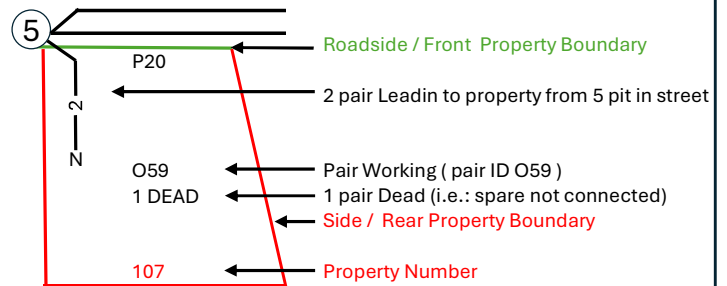 5
Roadside / Front Property Boundary
P20
2 pair Leadin to property from 5 pit in street
2
N
O59
Pair Working ( pair ID O59 )
1 DEAD
1 pair Dead (i.e.: spare not connected)
Side / Rear Property Boundary
107
Property Number